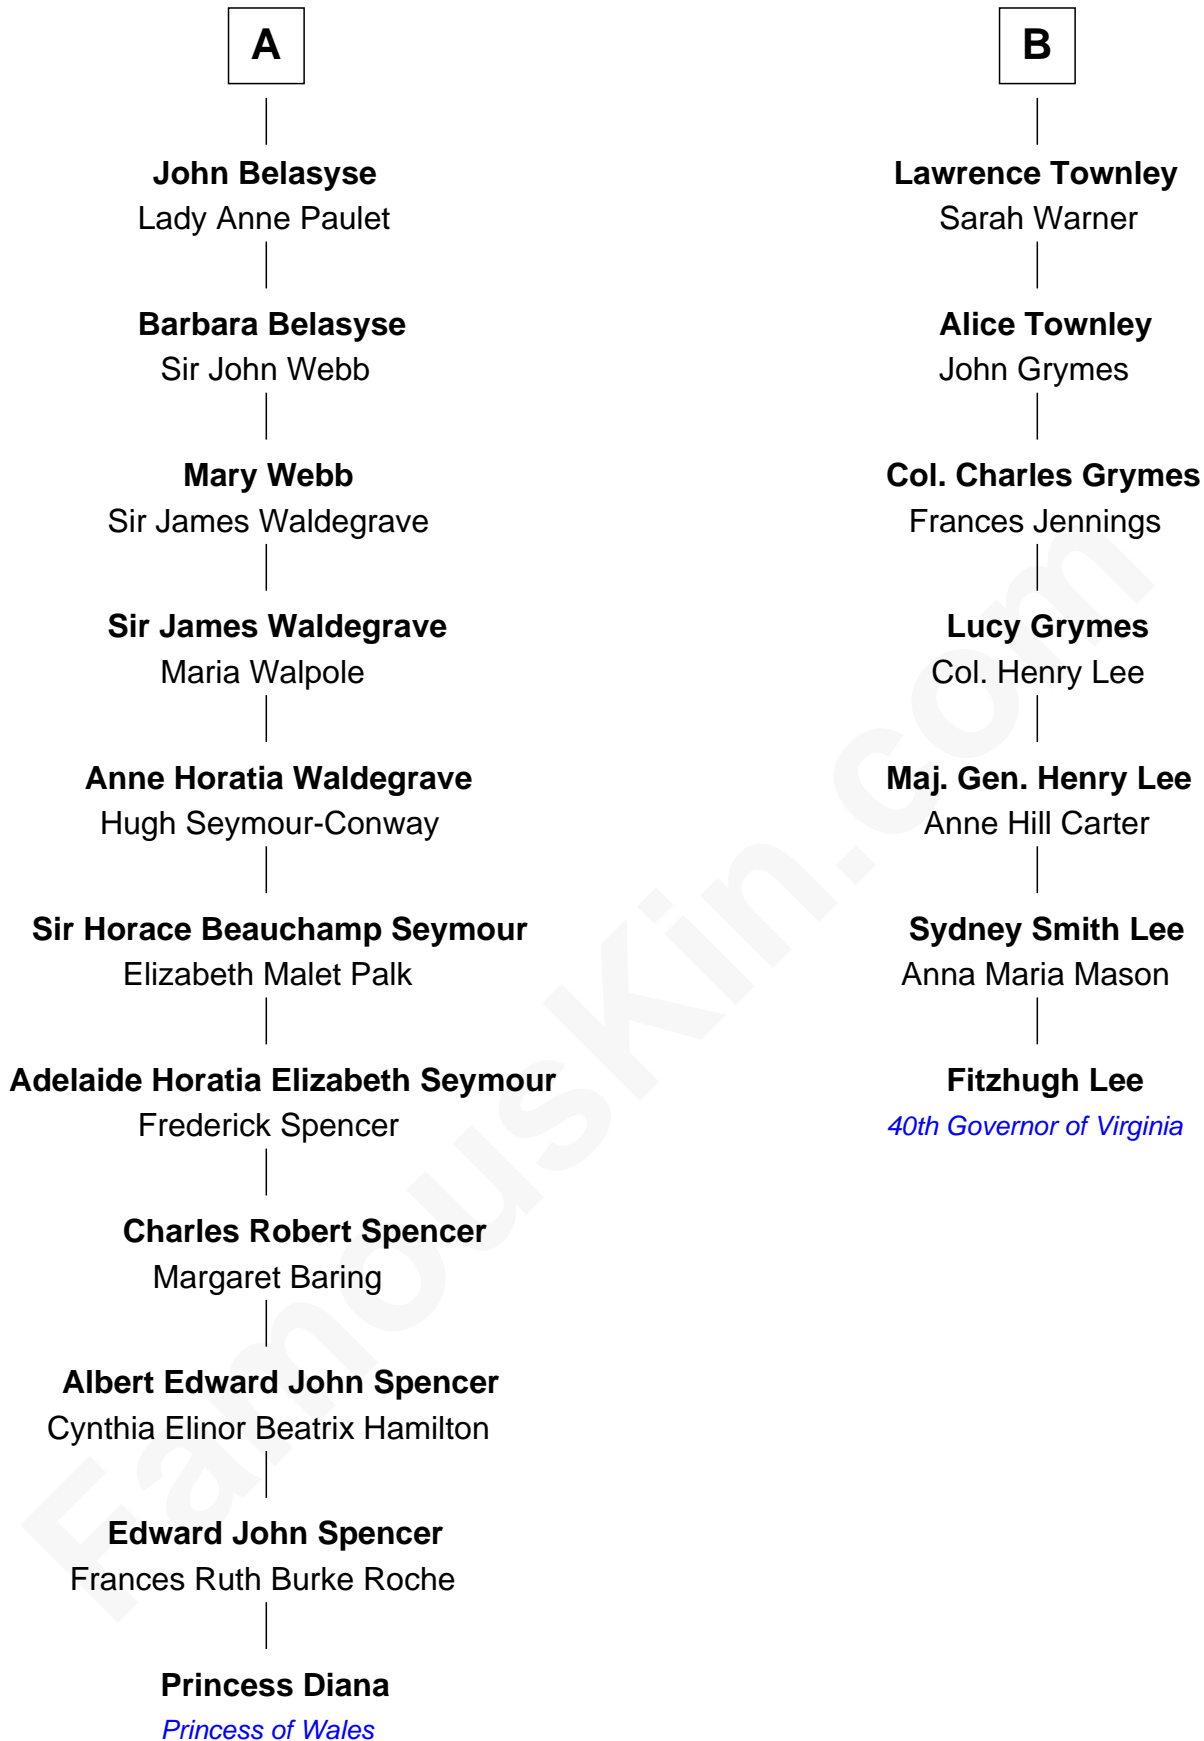 A
John Belasyse
Lady Anne Paulet
Barbara Belasyse
Sir John Webb
Mary Webb
Sir James Waldegrave
Sir James Waldegrave
Maria Walpole
Anne Horatia Waldegrave
Hugh Seymour-Conway
Sir Horace Beauchamp Seymour
Elizabeth Malet Palk
Adelaide Horatia Elizabeth Seymour
Frederick Spencer
Charles Robert Spencer
Margaret Baring
Albert Edward John Spencer
Cynthia Elinor Beatrix Hamilton
Edward John Spencer
Frances Ruth Burke Roche
Princess Diana
Princess of Wales
B
Lawrence Townley
Sarah Warner
Alice Townley
John Grymes
Col. Charles Grymes
Frances Jennings
Lucy Grymes
Col. Henry Lee
Maj. Gen. Henry Lee
Anne Hill Carter
Sydney Smith Lee
Anna Maria Mason
Fitzhugh Lee
40th Governor of Virginia
FamousKin.com